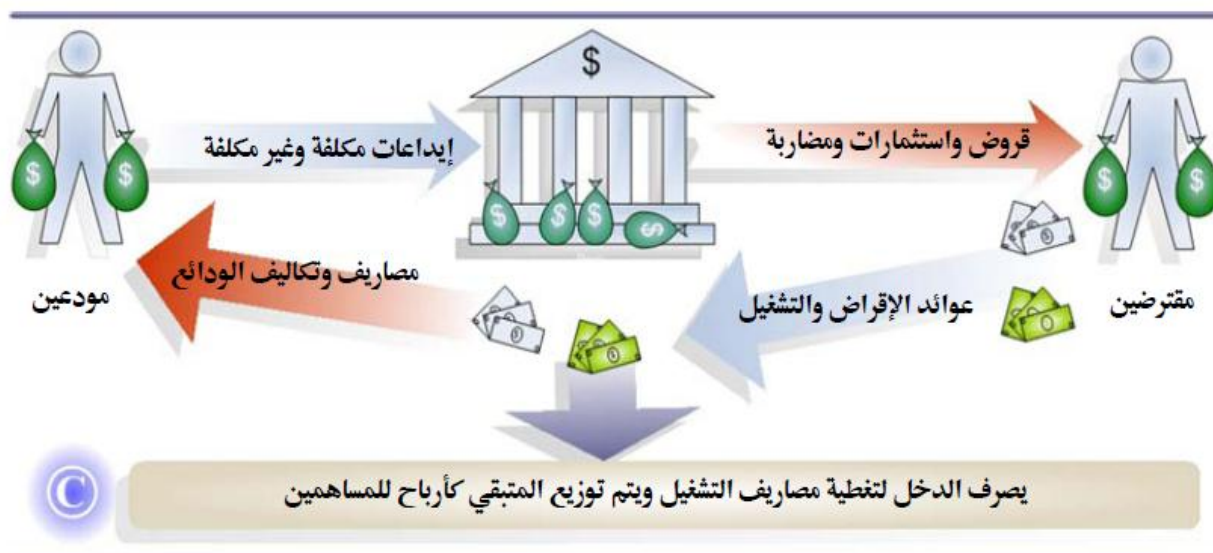 $
إيداعات مكلفة وغير مكلفة
قروض واستثمارات ومضاربة
$ $
$ $ $ $
$ $
مصاريف وتكاليف الودائع
مودعين
عوائد الإقراض والتشغيل
مقترضين
يصرف الدخل لتغطية مصاريف التشغيل ويتم توزيع المتبقي كأرباح للمساهمين
©